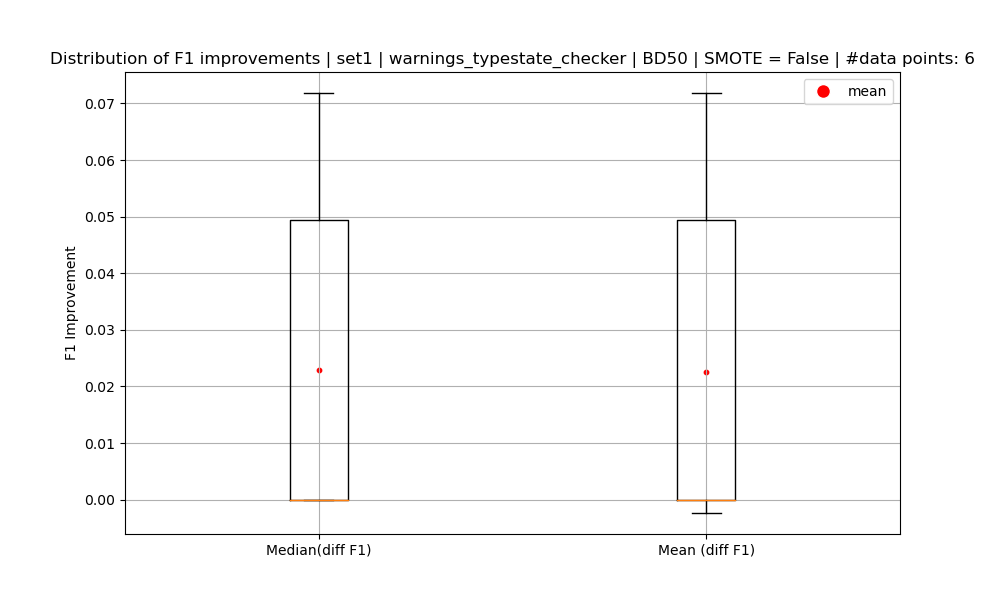 Distribution of F1 improvements | set1 | warnings_typestate_checker | BD50 | SMOTE = False | #data points: 6
mean
0.07
0.06
0.05
0.04
0.03
0.02
0.01
0.00
F1 Improvement
Median(diff F1)
Mean (diff F1)